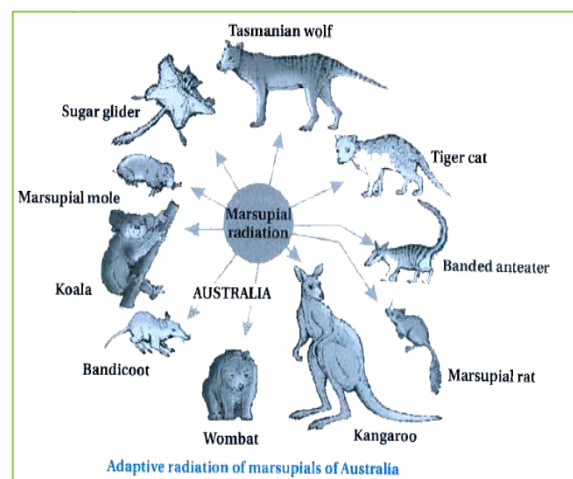 Tasmanian wolf
Sugar glider
Tiger cat
Marsupial mole
Marsupial
radiation
Banded anteater
Koala
AUSTRALIA
Bandicoot
Marsupial rat
Wombat
Kangaroo
Adaptive radiation of marsupials of Australia